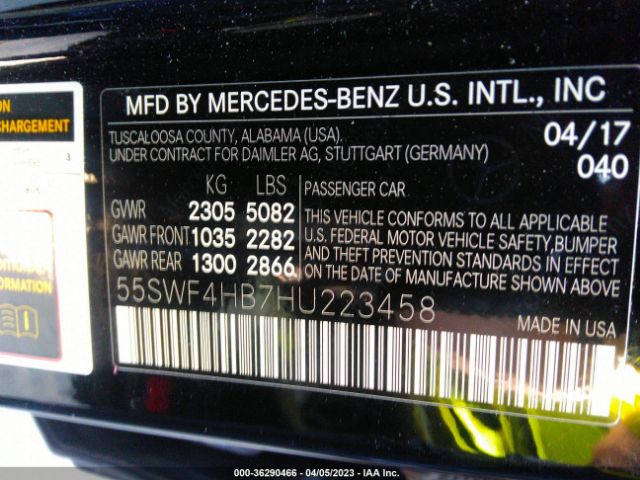 ON
CHARGEMENT
3
MFD BY MERCEDES-BENZ U.S. INTL., INC
TUSCALOOSA COUNTY, ALABAMA (USA).
UNDER CONTRACT FOR DAIMLER AG, STUTTGART (GERMANY)
04/17
040
KG LBS
GVWR 2305 5082
GAWR FRONT 1035 2282
GAWR REAR 1300 2866
PASSENGER CAR
THIS VEHICLE CONFORMS TO ALL APPLICABLE
U.S. FEDERAL MOTOR VEHICLE SAFETY, BUMPER
AND THEFT PREVENTION STANDARDS IN EFFECT
ON THE DATE OF MANUFACTURE SHOWN ABOVE
55SWF4HB7HU223458
MADE IN USA
000-36290466 - 04/05/2023 - IAA Inc.